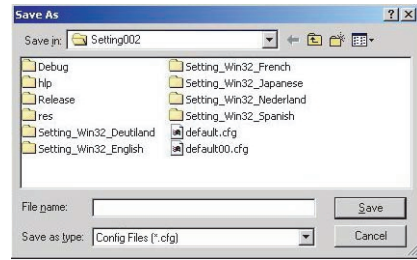 Save As
Save in: Setting002
Debug
hlp
Release
res
Setting_Win32_Deutiland
Setting_Win32_English
Setting_Win32_French
Setting_Win32_Japanese
Setting_Win32_Nederland
Setting_Win32_Spanish
default.cfg
default00.cfg
File name:
Save
Save as type: Config Files (*.cfg)
Cancel